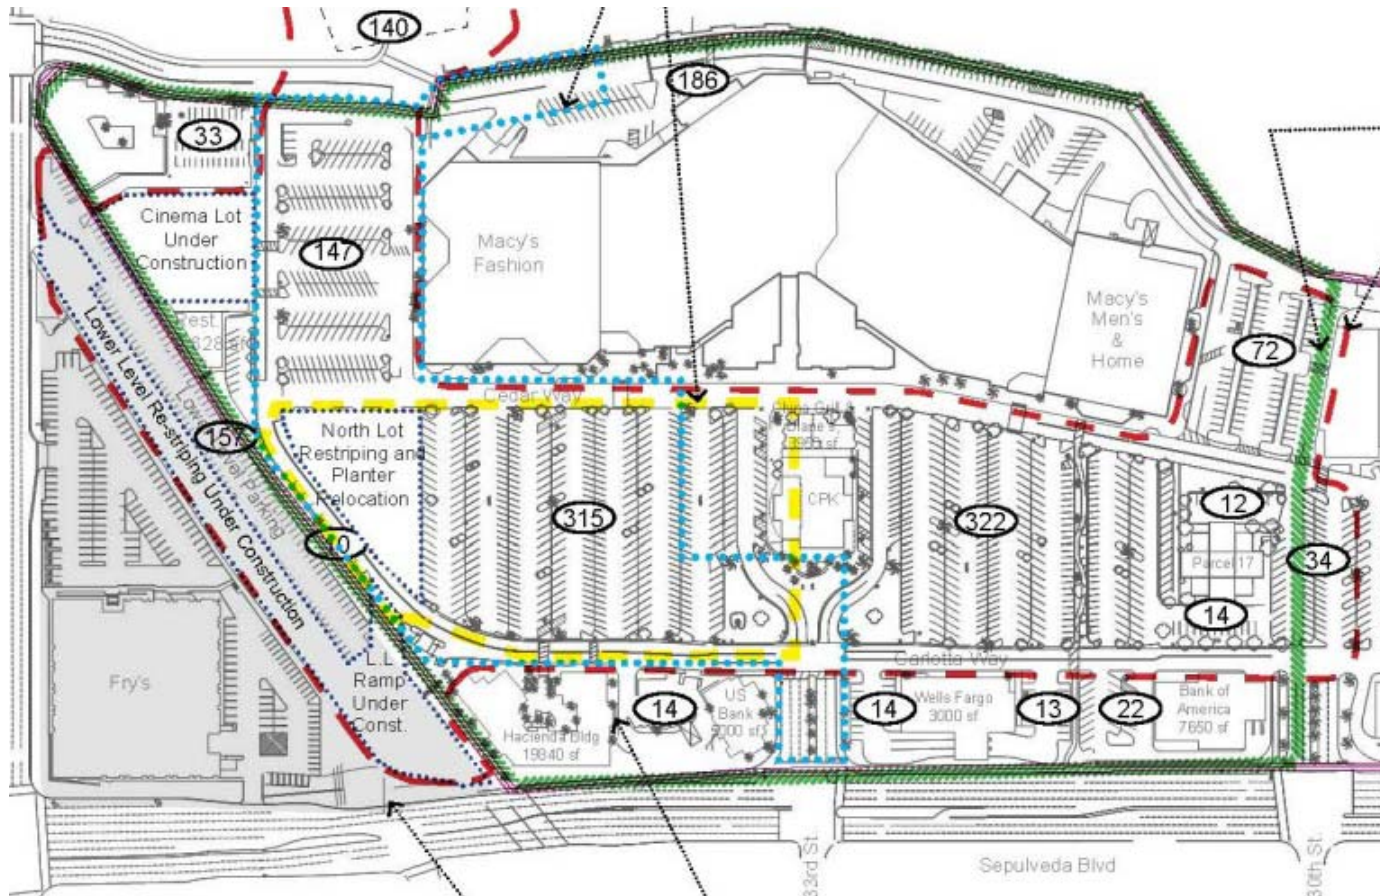 140
186
33
Cinema Lot
Under
Construction
147
Macy's
Fashion
Macy's
Men's
&
Home
72
Cedar Way
157
Lower Level Re-striping Under Construction
Level Parking
North Lot
Restriping and
Planter
Relocation
315
CPK
322
12
Parcel 17
14
34
Carlotta Way
Fry's
L.L
Ramp
Under
Const.
Hacienda Bldg
19840 sf
14
US
Bank
14
Wells Fargo
3000 sf
13
22
Bank of
America
7650 sf
33rd St.
Sepulveda Blvd
30th St.